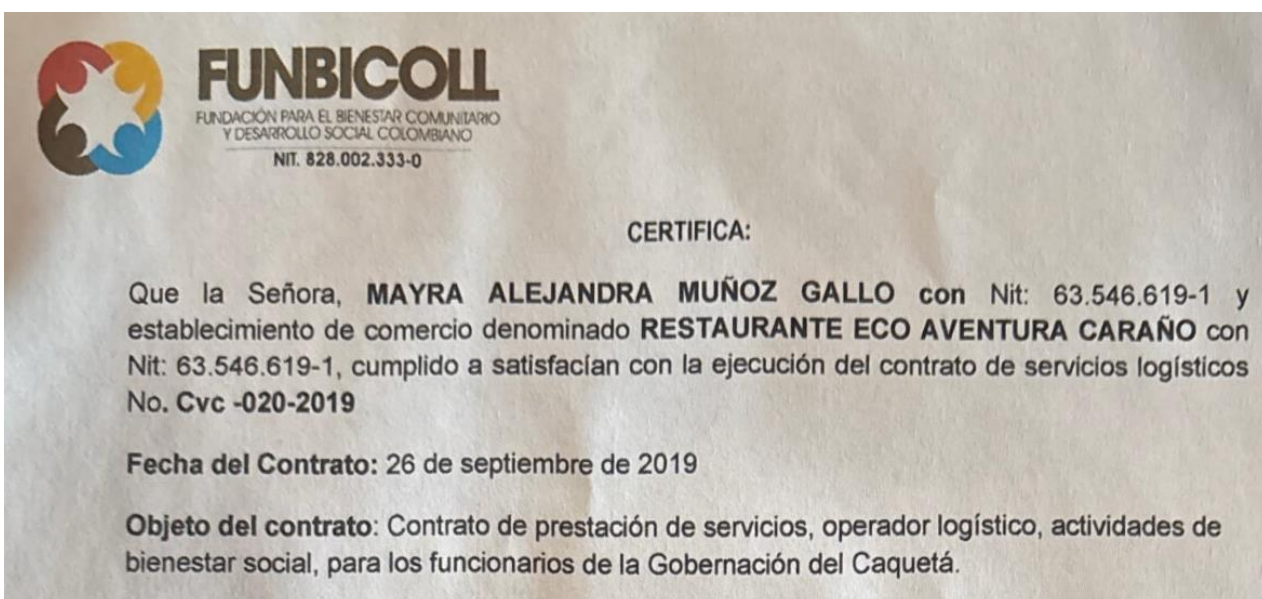 FUNBICOLL
FUNDACIÓN PARA EL BIENESTAR COMUNITARIO
Y DESARROLLO SOCIAL COLOMBIANO
NIT. 828.002.333-0
CERTIFICA:
Que la Señora, MAYRA ALEJANDRA MUÑOZ GALLO con Nit: 63.546.619-1 y
establecimiento de comercio denominado RESTAURANTE ECO AVENTURA CARAÑO con
Nit: 63.546.619-1, cumplido a satisfacían con la ejecución del contrato de servicios logísticos
No. Cvc -020-2019
Fecha del Contrato: 26 de septiembre de 2019
Objeto del contrato: Contrato de prestación de servicios, operador logístico, actividades de
bienestar social, para los funcionarios de la Gobernación del Caquetá.